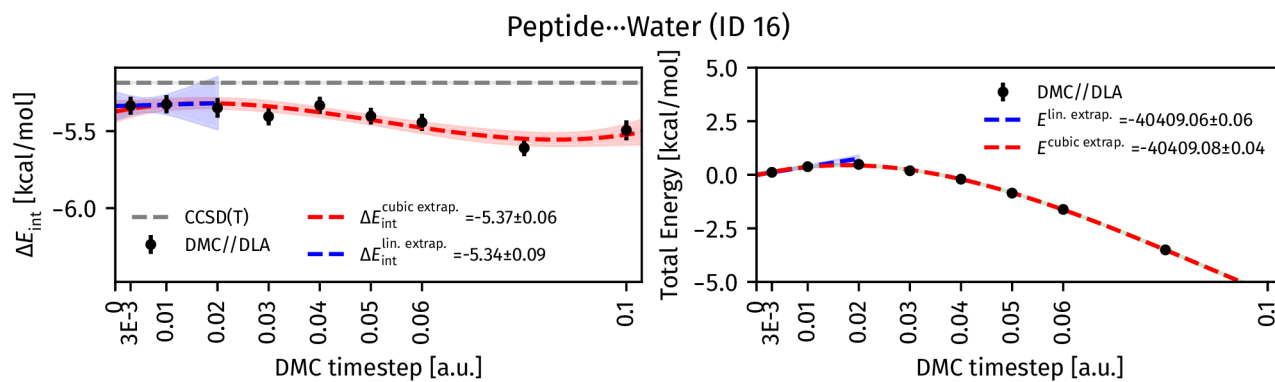 Peptide···Water (ID 16)
ΔE_int [kcal/mol]
−5.5
−6.0
CCSD(T)
DMC//DLA
ΔE_int^cubic extrap. =-5.37±0.06
ΔE_int^lin. extrap. =-5.34±0.09
0
3E-3
0.01
0.02
0.03
0.04
0.05
0.06
0.1
DMC timestep [a.u.]
Total Energy [kcal/mol]
5.0
2.5
0.0
−2.5
−5.0
DMC//DLA
E^lin. extrap. =-40409.06±0.06
E^cubic extrap. =-40409.08±0.04
0
3E-3
0.01
0.02
0.03
0.04
0.05
0.06
0.1
DMC timestep [a.u.]